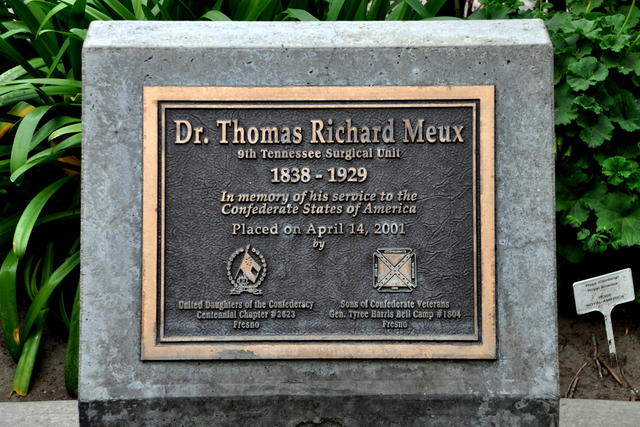 Dr. Thomas Richard Meux
9th Tennessee Surgical Unit
1838 - 1929
In memory of his service to the
Confederate States of America
Placed on April 14, 2001
by
United Daughters of the Confederacy
Centennial Chapter #2623
Fresno
Sons of Confederate Veterans
Gen. Tyree Harris Bell Camp #1804
Fresno